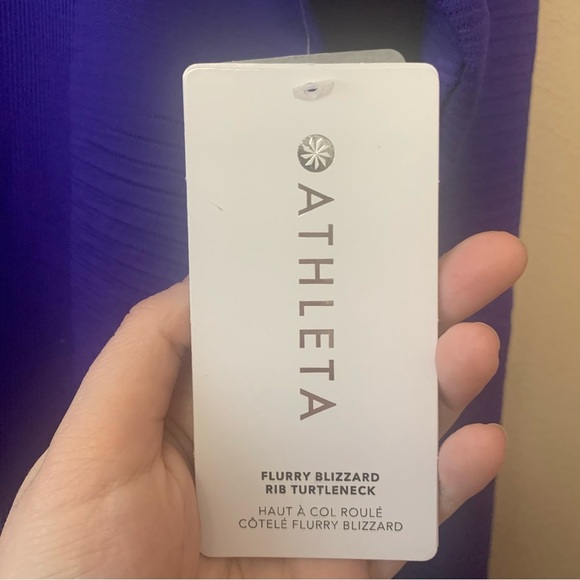 ATHLETA
FLURRY BLIZZARD
RIB TURTLENECK
HAUT À COL ROULÉ
CÔTELÉ FLURRY BLIZZARD